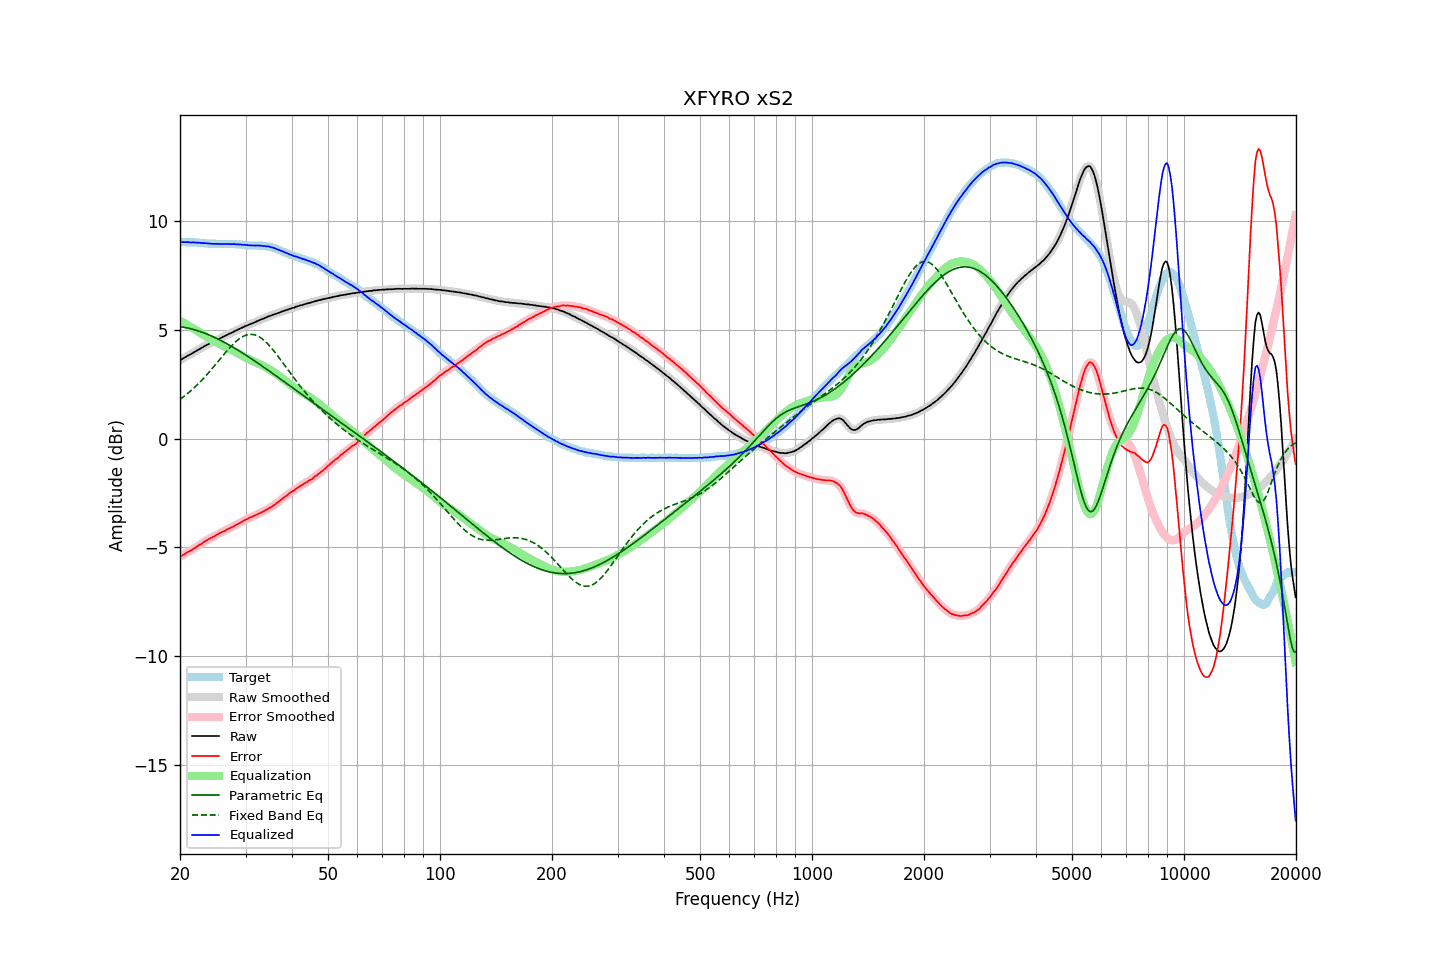 XFYRO xS2
Amplitude (dBr)
10
5
0
−5
−10
−15
Target
Raw Smoothed
Error Smoothed
Raw
Error
Equalization
Parametric Eq
Fixed Band Eq
Equalized
20 50 100 200 500 1000 2000 5000 10000 20000
Frequency (Hz)